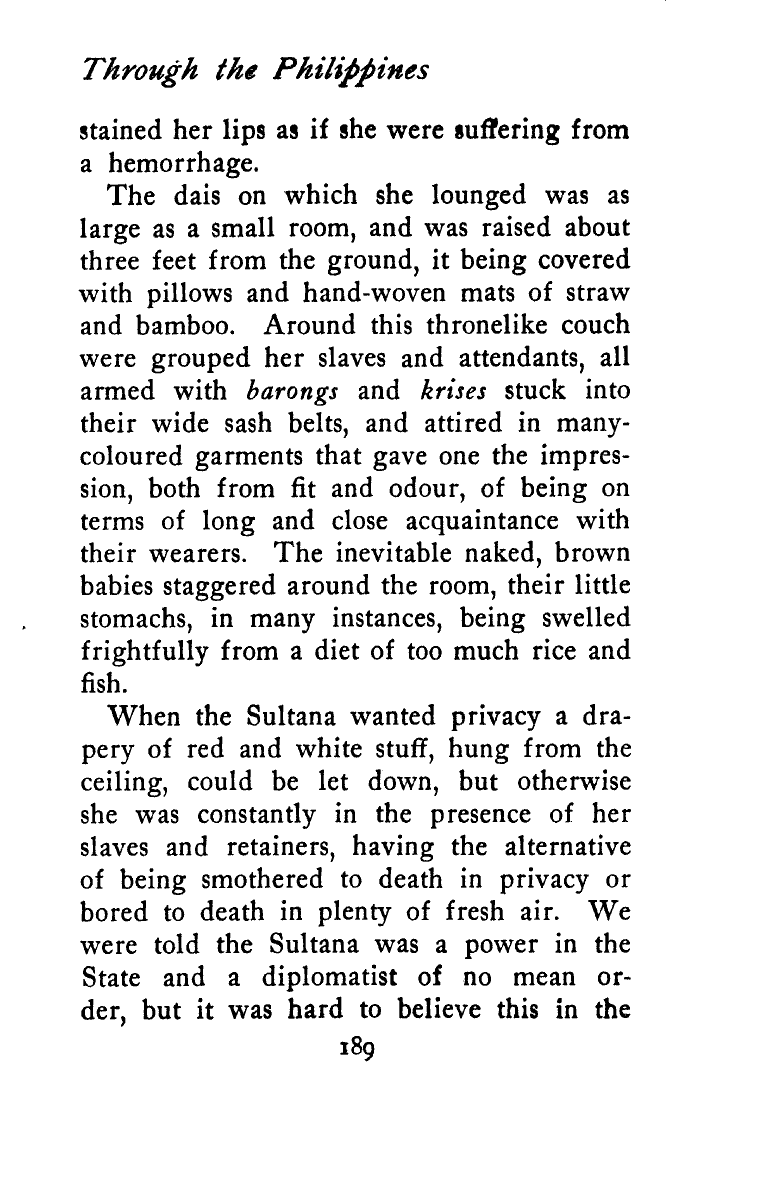 Through the Philippines
stained her lips as if she were suffering from
a hemorrhage.
The dais on which she lounged was as
large as a small room, and was raised about
three feet from the ground, it being covered
with pillows and hand-woven mats of straw
and bamboo. Around this thronelike couch
were grouped her slaves and attendants, all
armed with barongs and krises stuck into
their wide sash belts, and attired in many-
coloured garments that gave one the impres-
sion, both from fit and odour, of being on
terms of long and close acquaintance with
their wearers. The inevitable naked, brown
babies staggered around the room, their little
stomachs, in many instances, being swelled
frightfully from a diet of too much rice and
fish.
When the Sultana wanted privacy a dra-
pery of red and white stuff, hung from the
ceiling, could be let down, but otherwise
she was constantly in the presence of her
slaves and retainers, having the alternative
of being smothered to death in privacy or
bored to death in plenty of fresh air. We
were told the Sultana was a power in the
State and a diplomatist of no mean or-
der, but it was hard to believe this in the
189